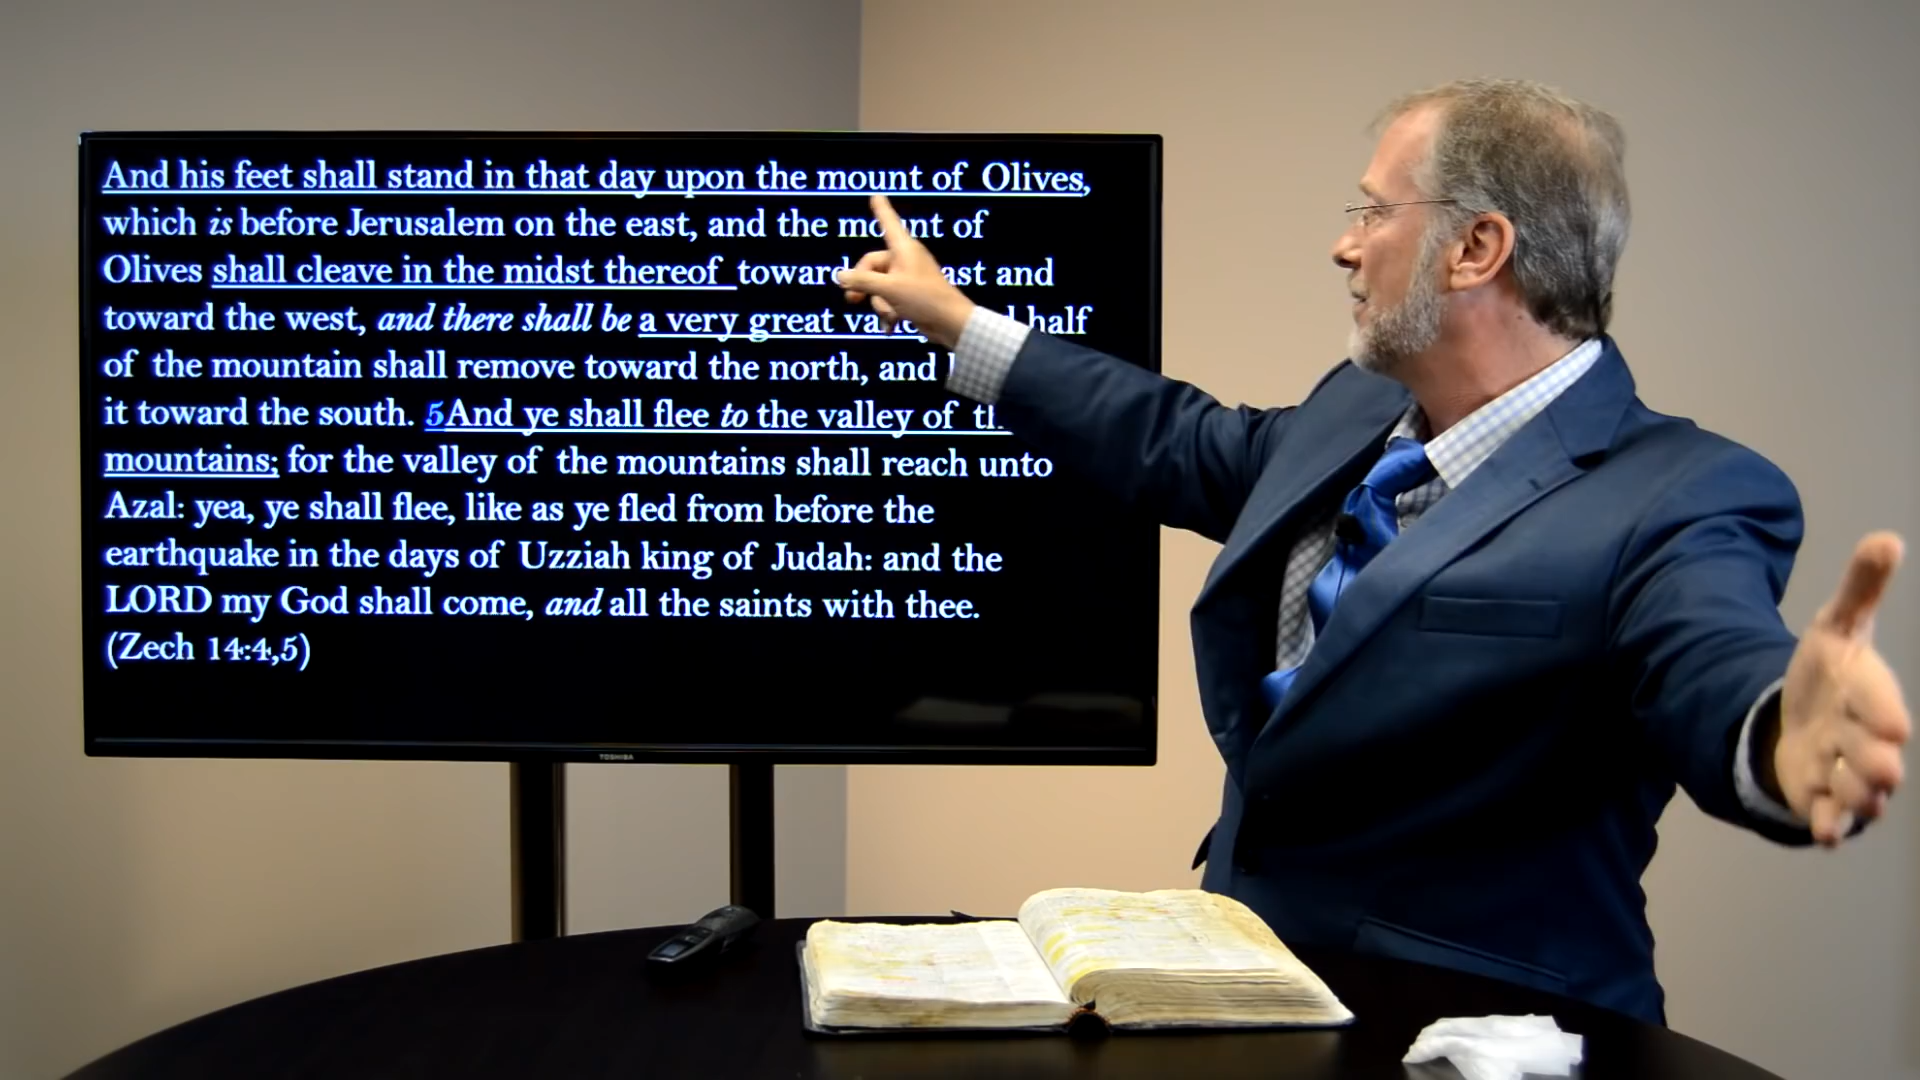 And his feet shall stand in that day upon the mount of Olives,
which is before Jerusalem on the east, and the mount of
Olives shall cleave in the midst thereof toward east and
toward the west, and there shall be a very great valley half
of the mountain shall remove toward the north, and
it toward the south. 5And ye shall flee to the valley of
mountains; for the valley of the mountains shall reach unto
Azal: yea, ye shall flee, like as ye fled from before the
earthquake in the days of Uzziah king of Judah: and the
LORD my God shall come, and all the saints with thee.
(Zech 14:4,5)
TOSHIBA